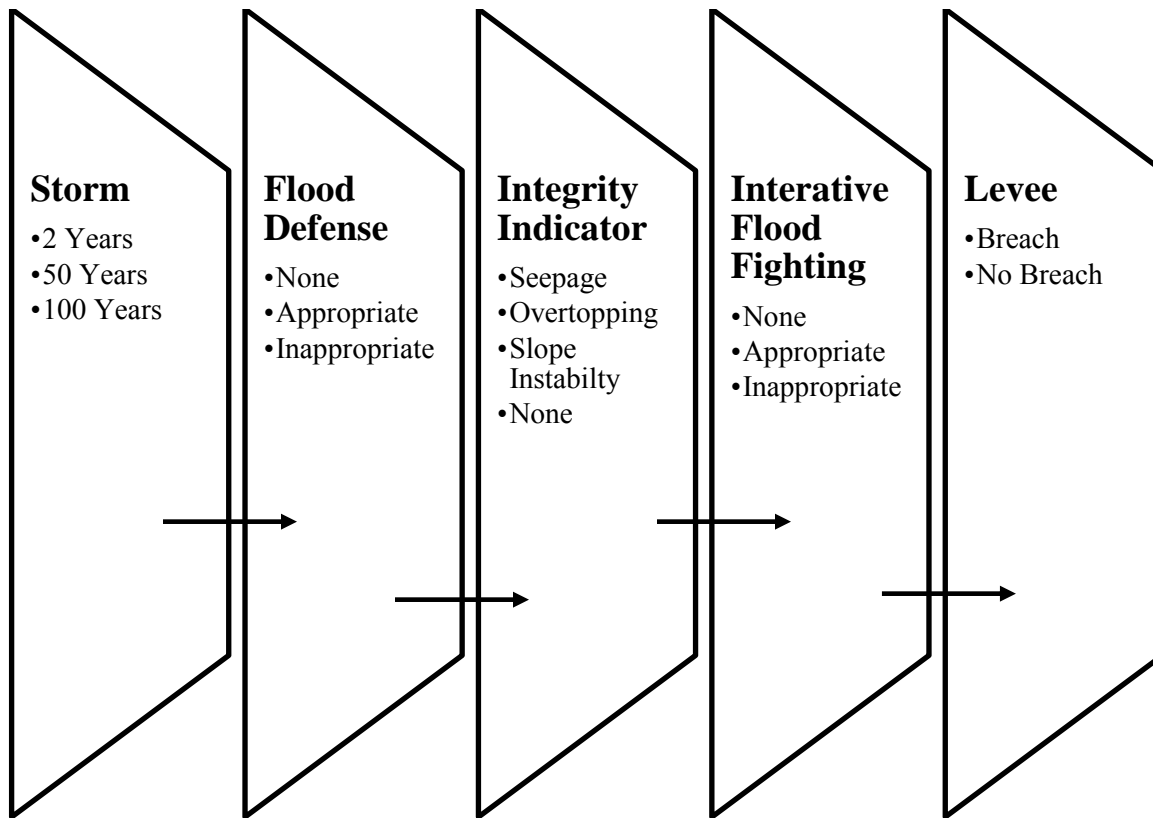 Storm
•2 Years
•50 Years
•100 Years
Flood
Defense
•None
•Appropriate
•Inappropriate
Integrity
Indicator
•Seepage
•Overtopping
•Slope
Instabilty
•None
Interative
Flood
Fighting
•None
•Appropriate
•Inappropriate
Levee
•Breach
•No Breach